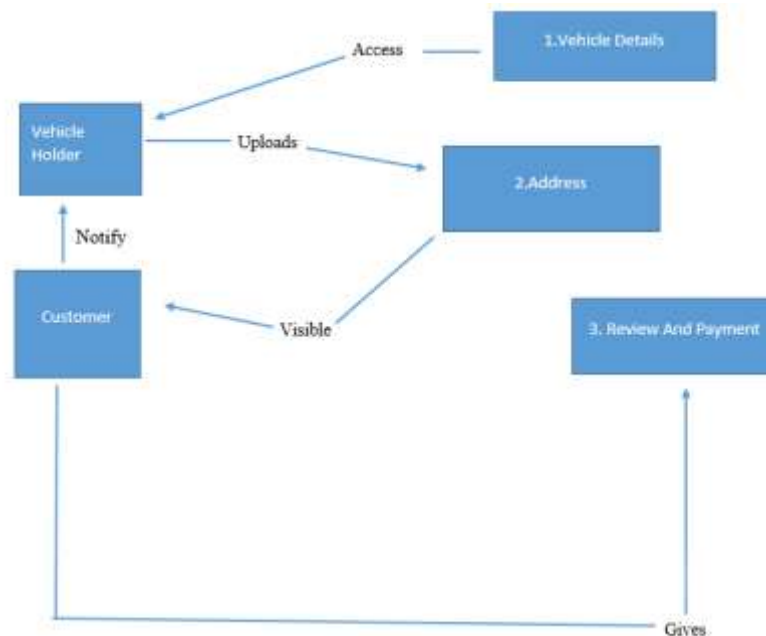 1.Vehicle Details
Access
Vehicle
Holder
Uploads
2.Address
Notify
Customer
Visible
3. Review And Payment
Gives